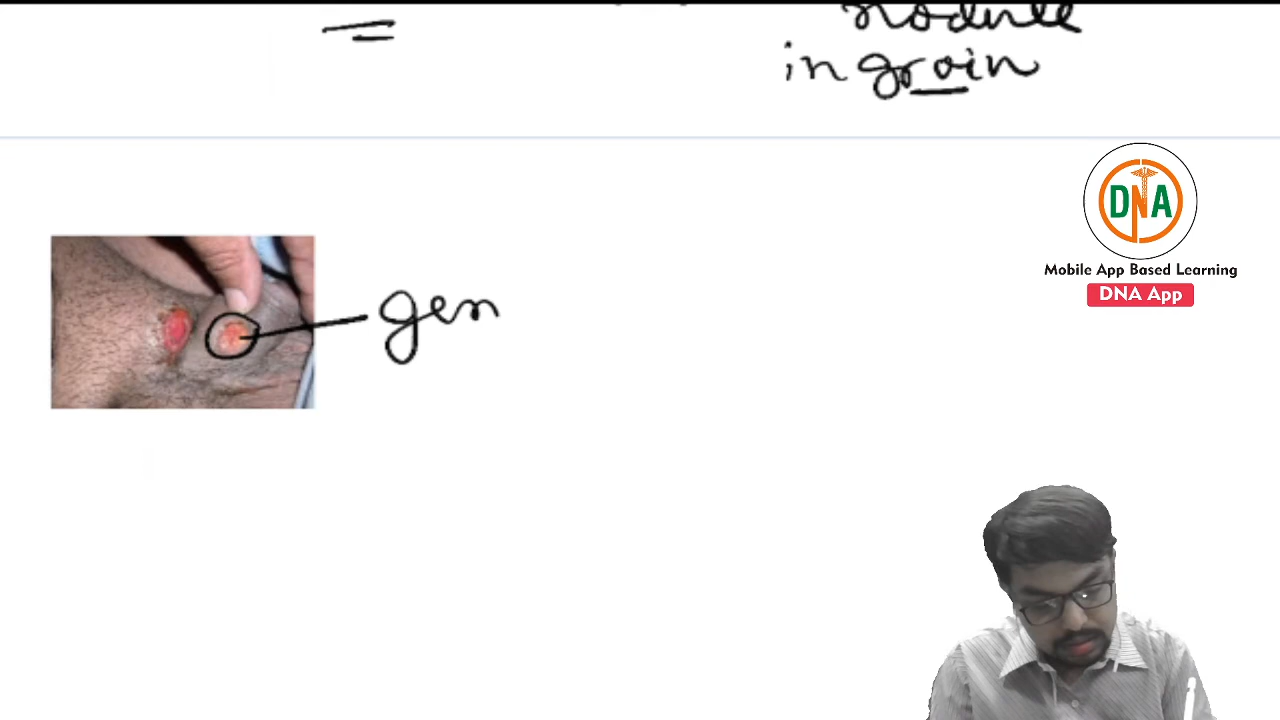 nodule
in groin
DNA
Mobile App Based Learning
DNA App
gen